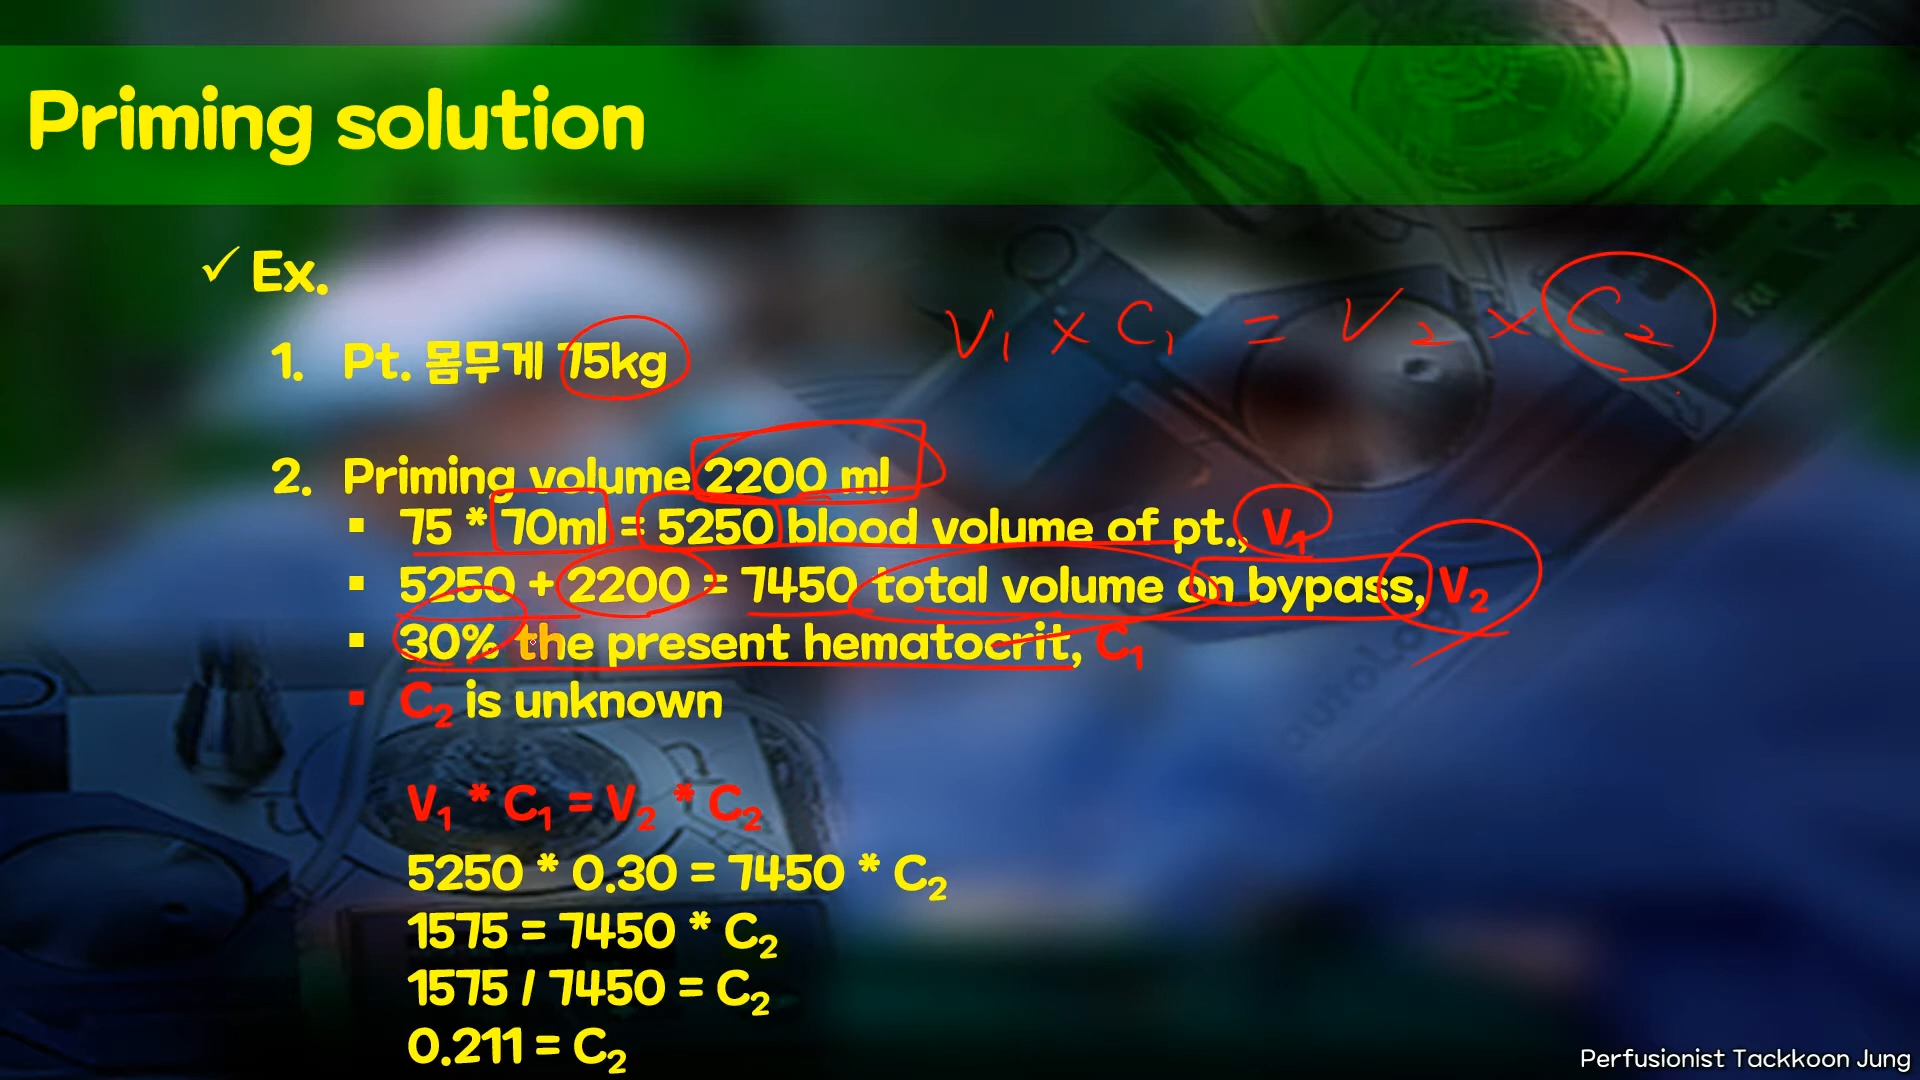 Priming solution
✓ Ex.
V₁ × C₁ = V₂ × C₂
1. Pt. 몸무게 75kg
2. Priming volume 2200 ml
▪ 75 * 70ml = 5250 blood volume of pt., V₁
▪ 5250 + 2200 = 7450 total volume on bypass, V₂
▪ 30% the present hematocrit, C₁
▪ C₂ is unknown
V₁ * C₁ = V₂ * C₂
5250 * 0.30 = 7450 * C₂
1575 = 7450 * C₂
1575 / 7450 = C₂
0.211 = C₂
Perfusionist Tackkoon Jung